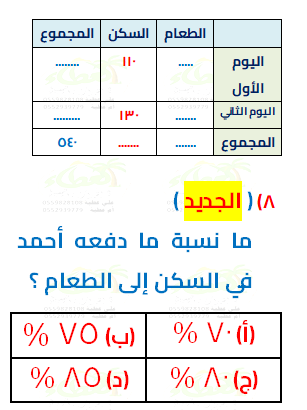 الطعام السكن المجموع
اليوم الأول ..... ١١٠ ........
اليوم الثاني ....... ١٣٠ .........
المجموع ....... ....... ٥٤٠
٨) ( الجديد )
ما نسبة ما دفعه أحمد
في السكن إلى الطعام ؟
(أ) ٧٠ % (ب) ٧٥ %
(ج) ٨٠ % (د) ٨٥ %